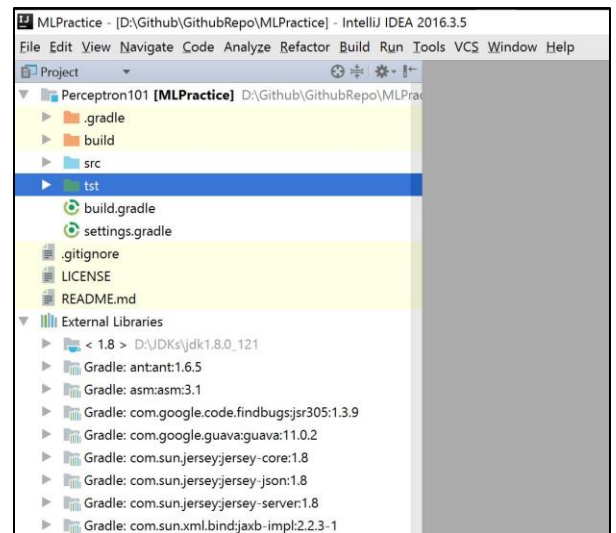 MLPractice - [D:\Github\GithubRepo\MLPractice] - IntelliJ IDEA 2016.3.5
File Edit View Navigate Code Analyze Refactor Build Run Tools VCS Window Help
Project
Perceptron101 [MLPractice] D:\Github\GithubRepo\MLPrac
.gradle
build
src
tst
build.gradle
settings.gradle
.gitignore
LICENSE
README.md
External Libraries
< 1.8 > D:\JDKs\jdk1.8.0_121
Gradle: ant:ant:1.6.5
Gradle: asm:asm:3.1
Gradle: com.google.code.findbugs:jsr305:1.3.9
Gradle: com.google.guava:guava:11.0.2
Gradle: com.sun.jersey:jersey-core:1.8
Gradle: com.sun.jersey:jersey-json:1.8
Gradle: com.sun.jersey:jersey-server:1.8
Gradle: com.sun.xml.bind:jaxb-impl:2.2.3-1